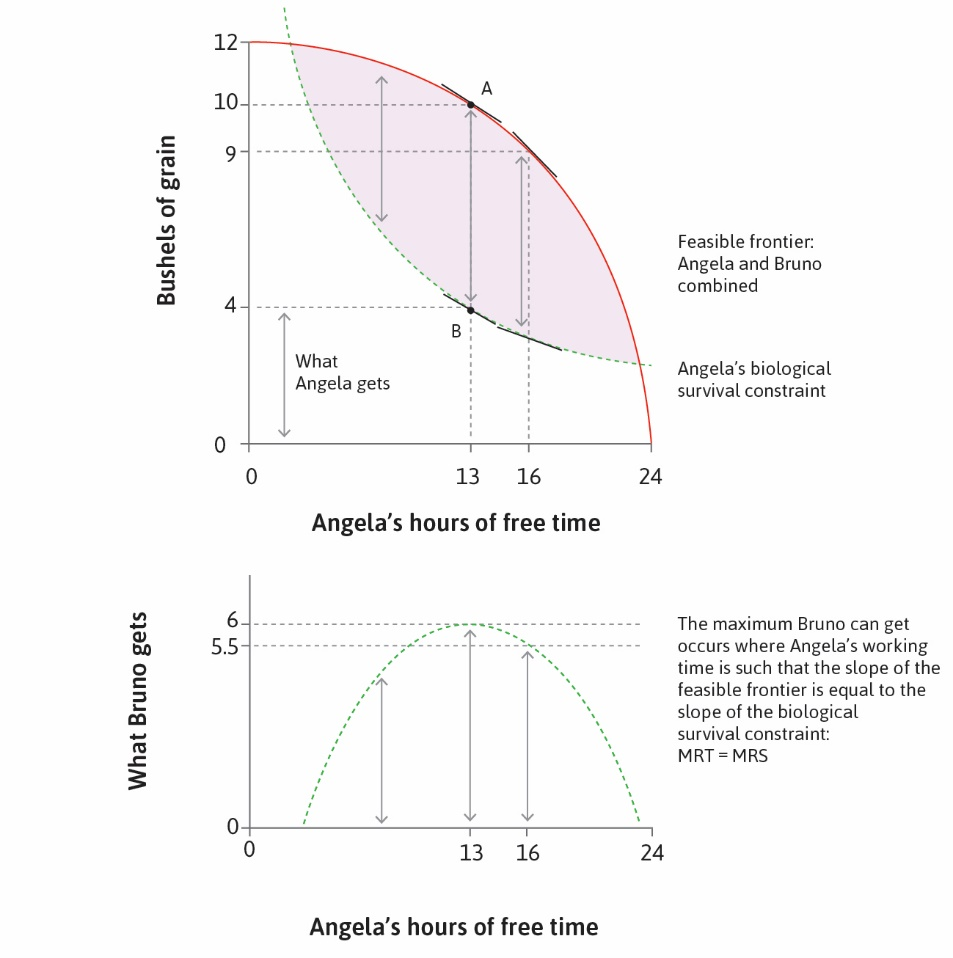 12
A
10
9
Bushels of grain
Feasible frontier:
Angela and Bruno
combined
4
B
What
Angela gets
Angela’s biological
survival constraint
0
0
13
16
24
Angela’s hours of free time
What Bruno gets
6
5.5
The maximum Bruno can get
occurs where Angela’s working
time is such that the slope of the
feasible frontier is equal to the
slope of the biological
survival constraint:
MRT = MRS
0
0
13
16
24
Angela’s hours of free time